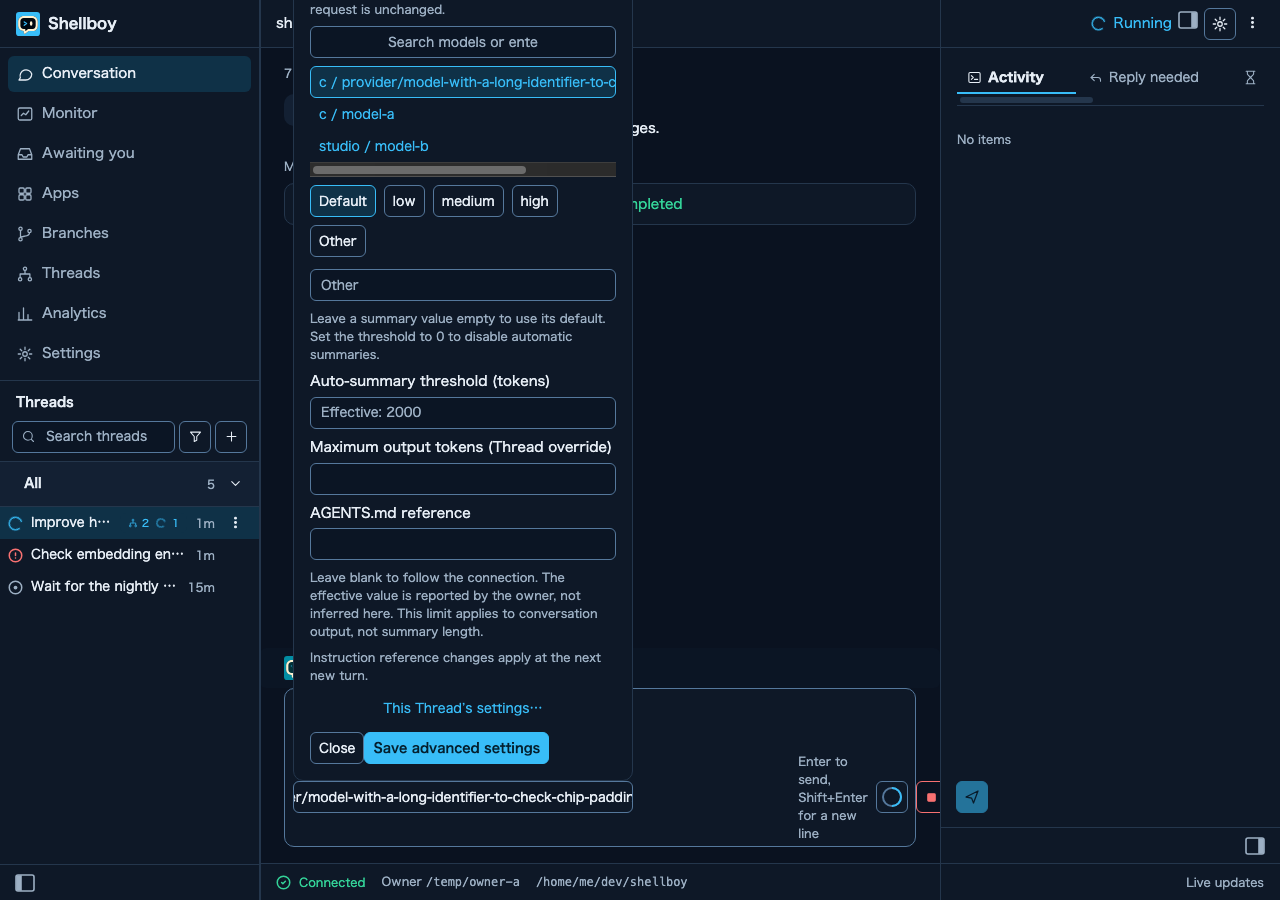 Shellboy
Conversation
Monitor
Awaiting you
Apps
Branches
Threads
Analytics
Settings
Threads
Search threads
All
5
Improve h⋯ 2 1 1m
Check embedding en⋯ 1m
Wait for the nightly ⋯ 15m
sh
Running
request is unchanged.
Search models or ente
c / provider/model-with-a-long-identifier-to-c
c / model-a
studio / model-b
Default
low
medium
high
Other
Other
Leave a summary value empty to use its default.
Set the threshold to 0 to disable automatic
summaries.
Auto-summary threshold (tokens)
Effective: 2000
Maximum output tokens (Thread override)
AGENTS.md reference
Leave blank to follow the connection. The
effective value is reported by the owner, not
inferred here. This limit applies to conversation
output, not summary length.
Instruction reference changes apply at the next
new turn.
This Thread's settings⋯
Close
Save advanced settings
7
ges.
M
mpleted
er/model-with-a-long-identifier-to-check-chip-paddin
Enter to
send,
Shift+Enter
for a new
line
Activity
Reply needed
No items
Connected
Owner /temp/owner-a
/home/me/dev/shellboy
Live updates